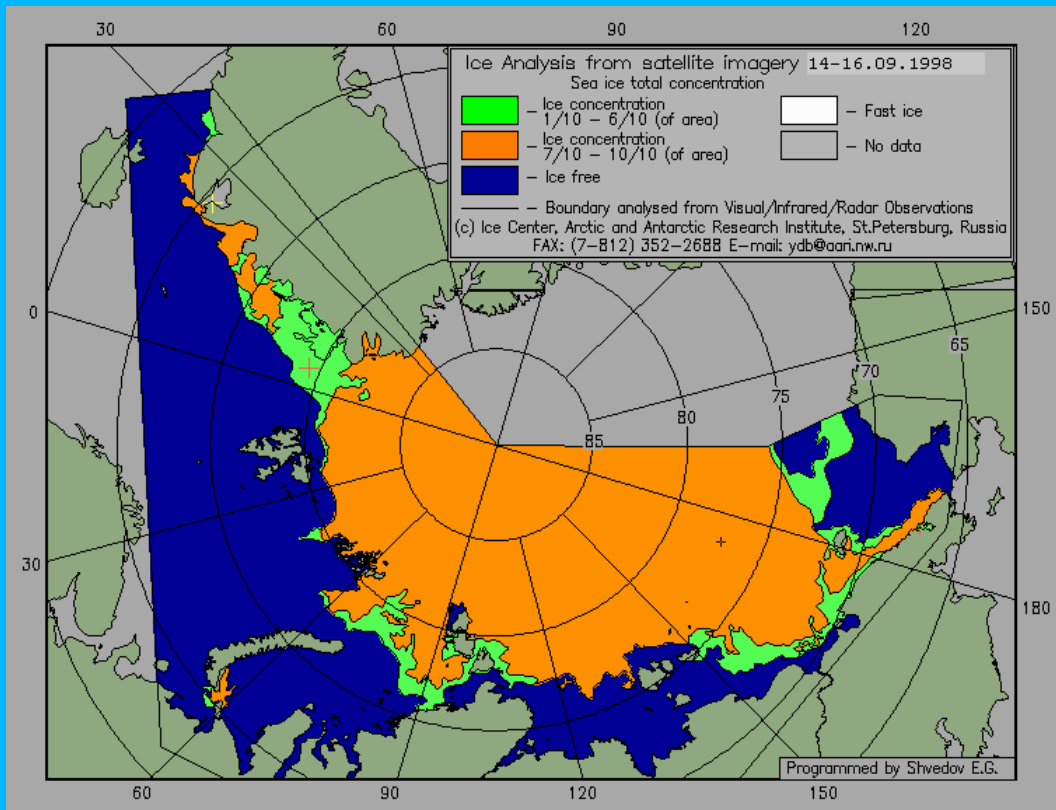 30 60 90 120
Ice Analysis from satellite imagery 14-16.09.1998
Sea ice total concentration
- Ice concentration
1/10 - 6/10 (of area)
- Fast ice
- Ice concentration
7/10 - 10/10 (of area)
- No data
- Ice free
- Boundary analysed from Visual/Infrared/Radar Observations
(c) Ice Center, Arctic and Antarctic Research Institute, St.Petersburg, Russia
FAX: (7-812) 352-2688 E-mail: ydb@aari.nw.ru
0
150
65
70
75
80
85
30
180
Programmed by Shvedov E.G.
60 90 120 150